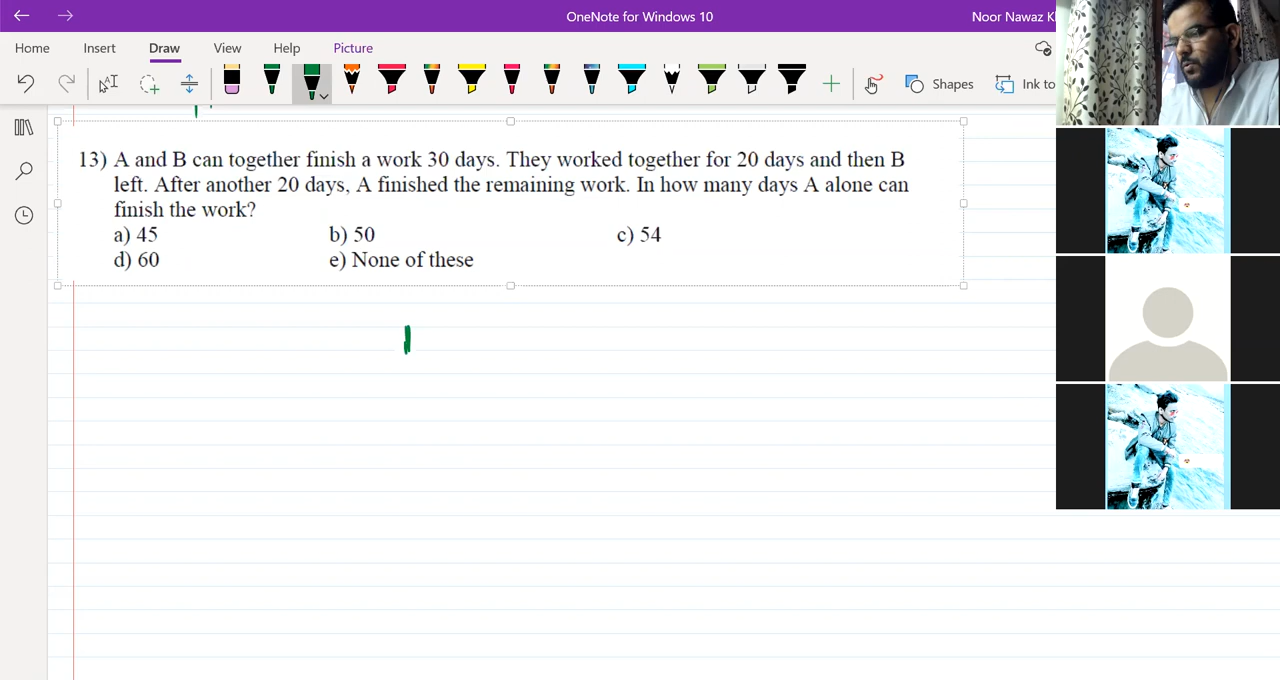 OneNote for Windows 10
Noor Nawaz K
Home Insert Draw View Help Picture
Shapes
Ink to
13) A and B can together finish a work 30 days. They worked together for 20 days and then B
left. After another 20 days, A finished the remaining work. In how many days A alone can
finish the work?
a) 45 b) 50 c) 54
d) 60 e) None of these